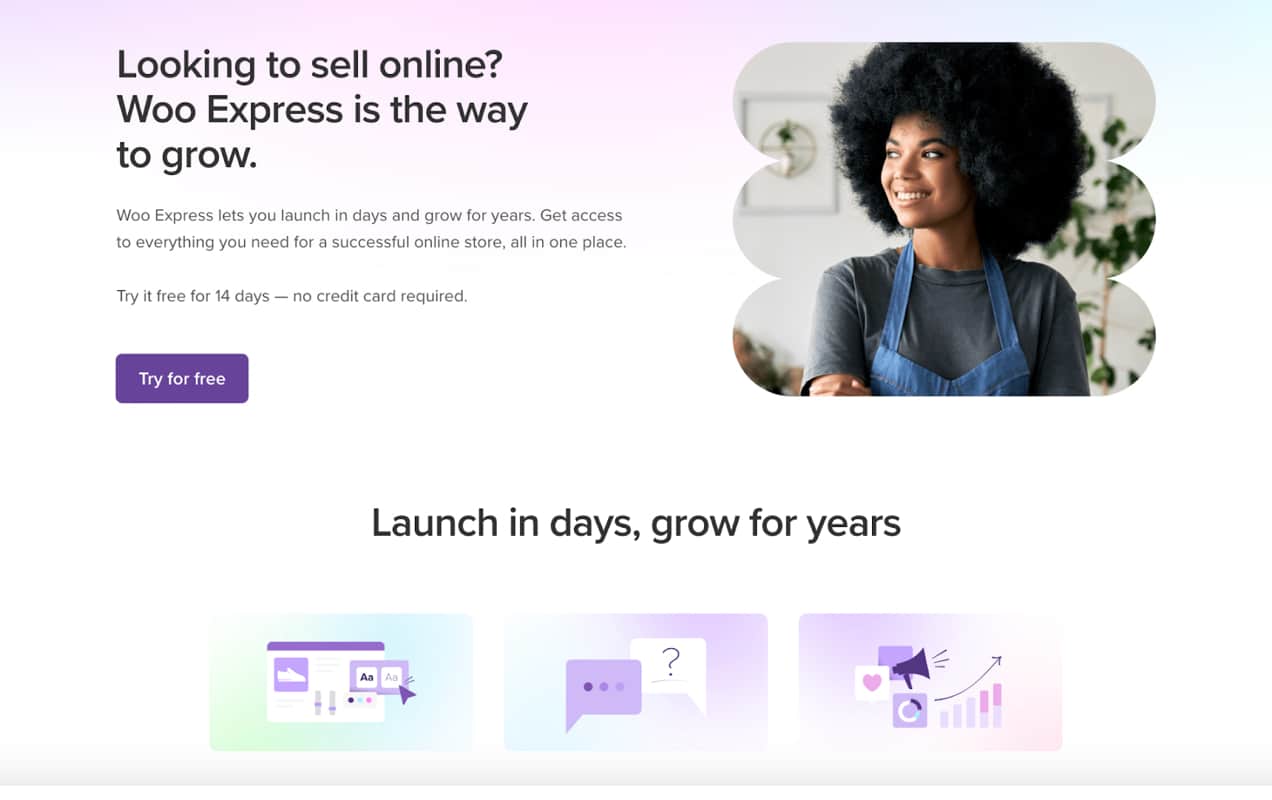 Looking to sell online?
Woo Express is the way
to grow.
Woo Express lets you launch in days and grow for years. Get access
to everything you need for a successful online store, all in one place.
Try it free for 14 days — no credit card required.
Try for free
Launch in days, grow for years
Aa Aa
?